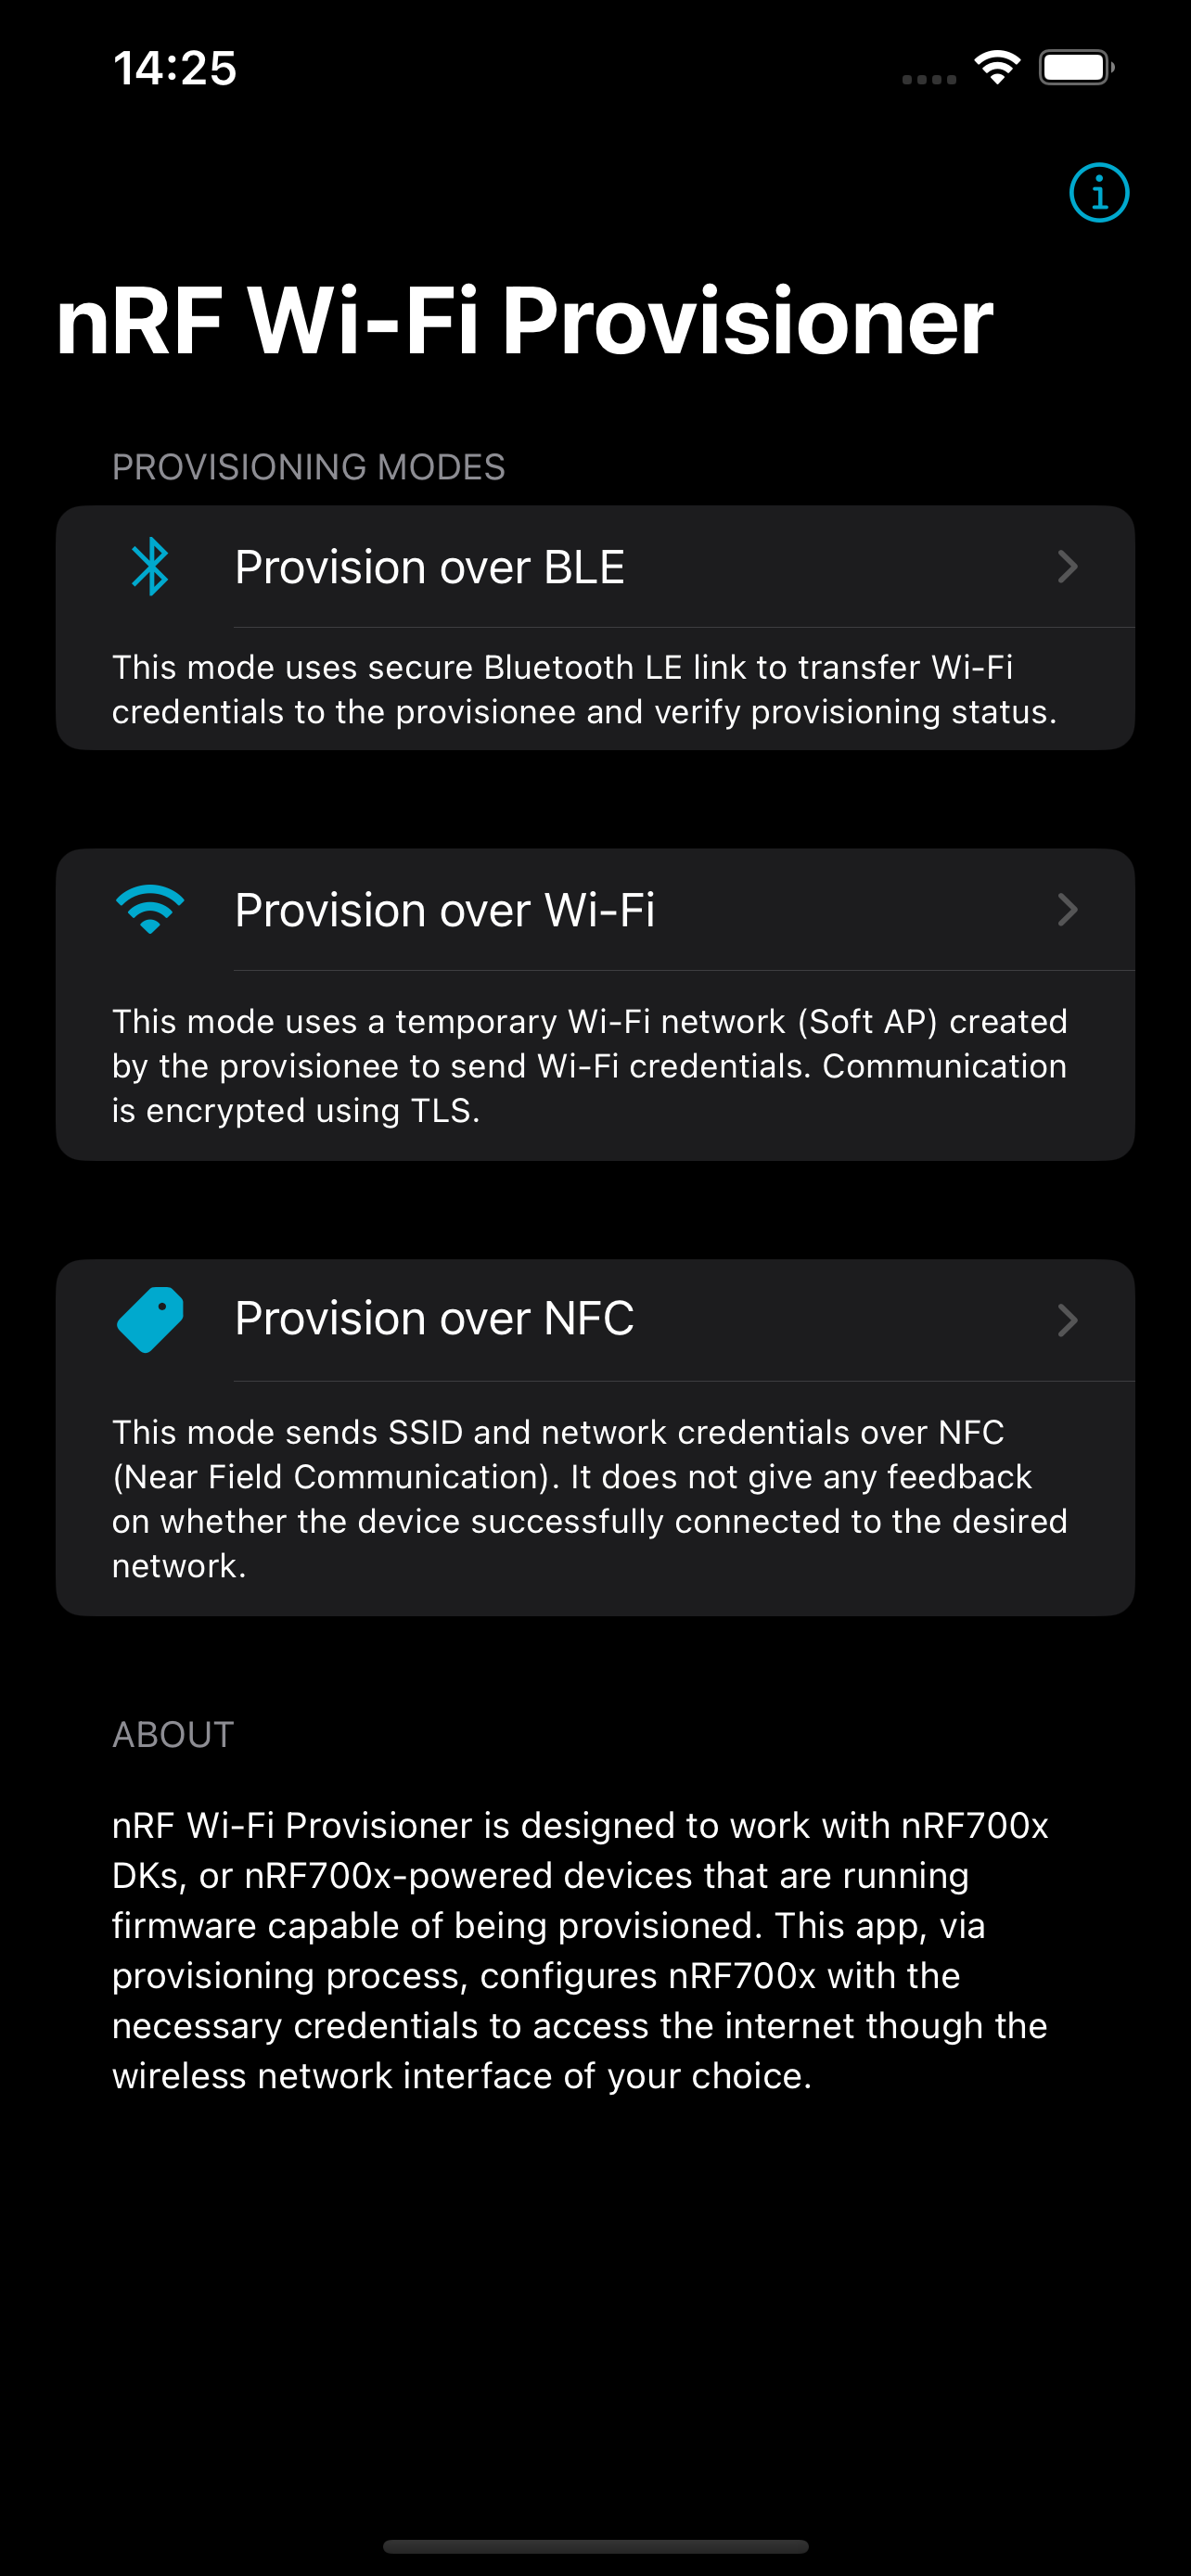 14:25
nRF Wi-Fi Provisioner
PROVISIONING MODES
Provision over BLE
This mode uses secure Bluetooth LE link to transfer Wi-Fi
credentials to the provisionee and verify provisioning status.
Provision over Wi-Fi
This mode uses a temporary Wi-Fi network (Soft AP) created
by the provisionee to send Wi-Fi credentials. Communication
is encrypted using TLS.
Provision over NFC
This mode sends SSID and network credentials over NFC
(Near Field Communication). It does not give any feedback
on whether the device successfully connected to the desired
network.
ABOUT
nRF Wi-Fi Provisioner is designed to work with nRF700x
DKs, or nRF700x-powered devices that are running
firmware capable of being provisioned. This app, via
provisioning process, configures nRF700x with the
necessary credentials to access the internet though the
wireless network interface of your choice.